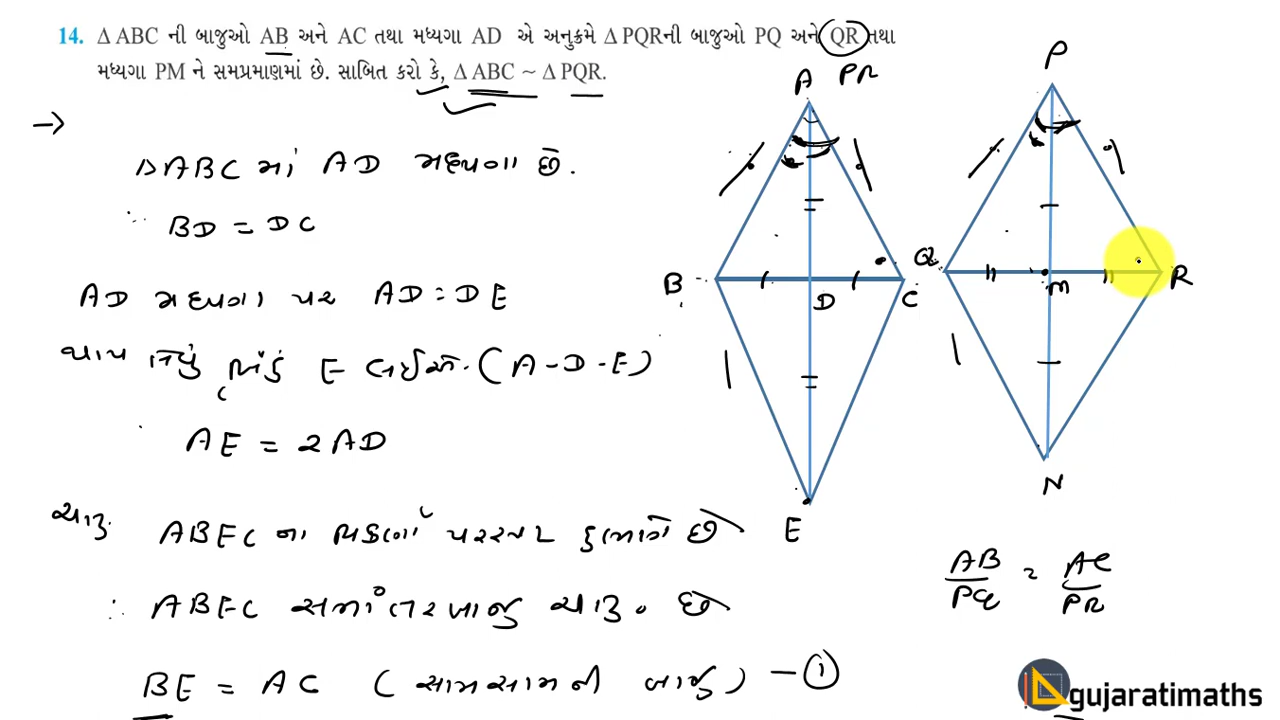 14. Δ ABC ની બાજુઓ AB અને AC તથા મધ્યગા AD એ અનુક્રમે Δ PQRની બાજુઓ PQ અને QR તથા
મધ્યગા PM ને સમપ્રમાણમાં છે. સાબિત કરો કે, Δ ABC ~ Δ PQR.
PR
→
ΔABC માં AD મધ્યગા છે.
∴ BD = DC
AD મધ્યગા પર AD = DE
થાય તેવું બિંદુ E લઈએ. (A-D-E)
AE = 2AD
ચતુ. ABEC ના વિકર્ણો પરસ્પર દુભાગે છે
∴ ABEC સમાંતરબાજુ ચતુ. છે
BE = AC (સામસામેની બાજુ) – ①
A
B
D
C
E
P
Q
M
R
N
AB/PQ = AC/PR
gujaratimaths